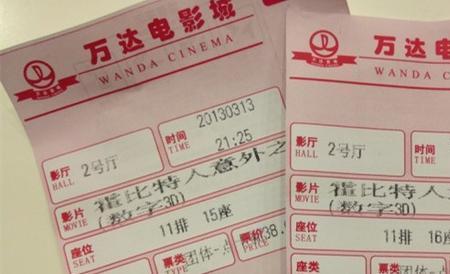 万达电影城
WANDA CINEMA
影厅 HALL 2号厅
时间 TIME 20130313 21:25
影片 MOVIE 霍比特人意外之
(数字3D)
座位 SEAT 11排 15座
票类 团体-点
票价 PRICE 38.
万达电影
WANDA CINEMA
影厅 HALL 2号厅
影片 MOVIE 霍比特人
(数字3D)
座位 SEAT 11排 16座
票类 团体